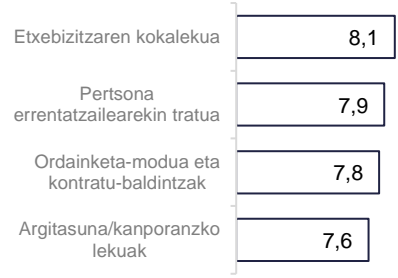 Etxebizitzaren kokalekua
8,1
Pertsona
errentatzailearekin tratua
7,9
Ordainketa-modua eta
kontratu-baldintzak
7,8
Argitasuna/kanporanzko
lekuak
7,6